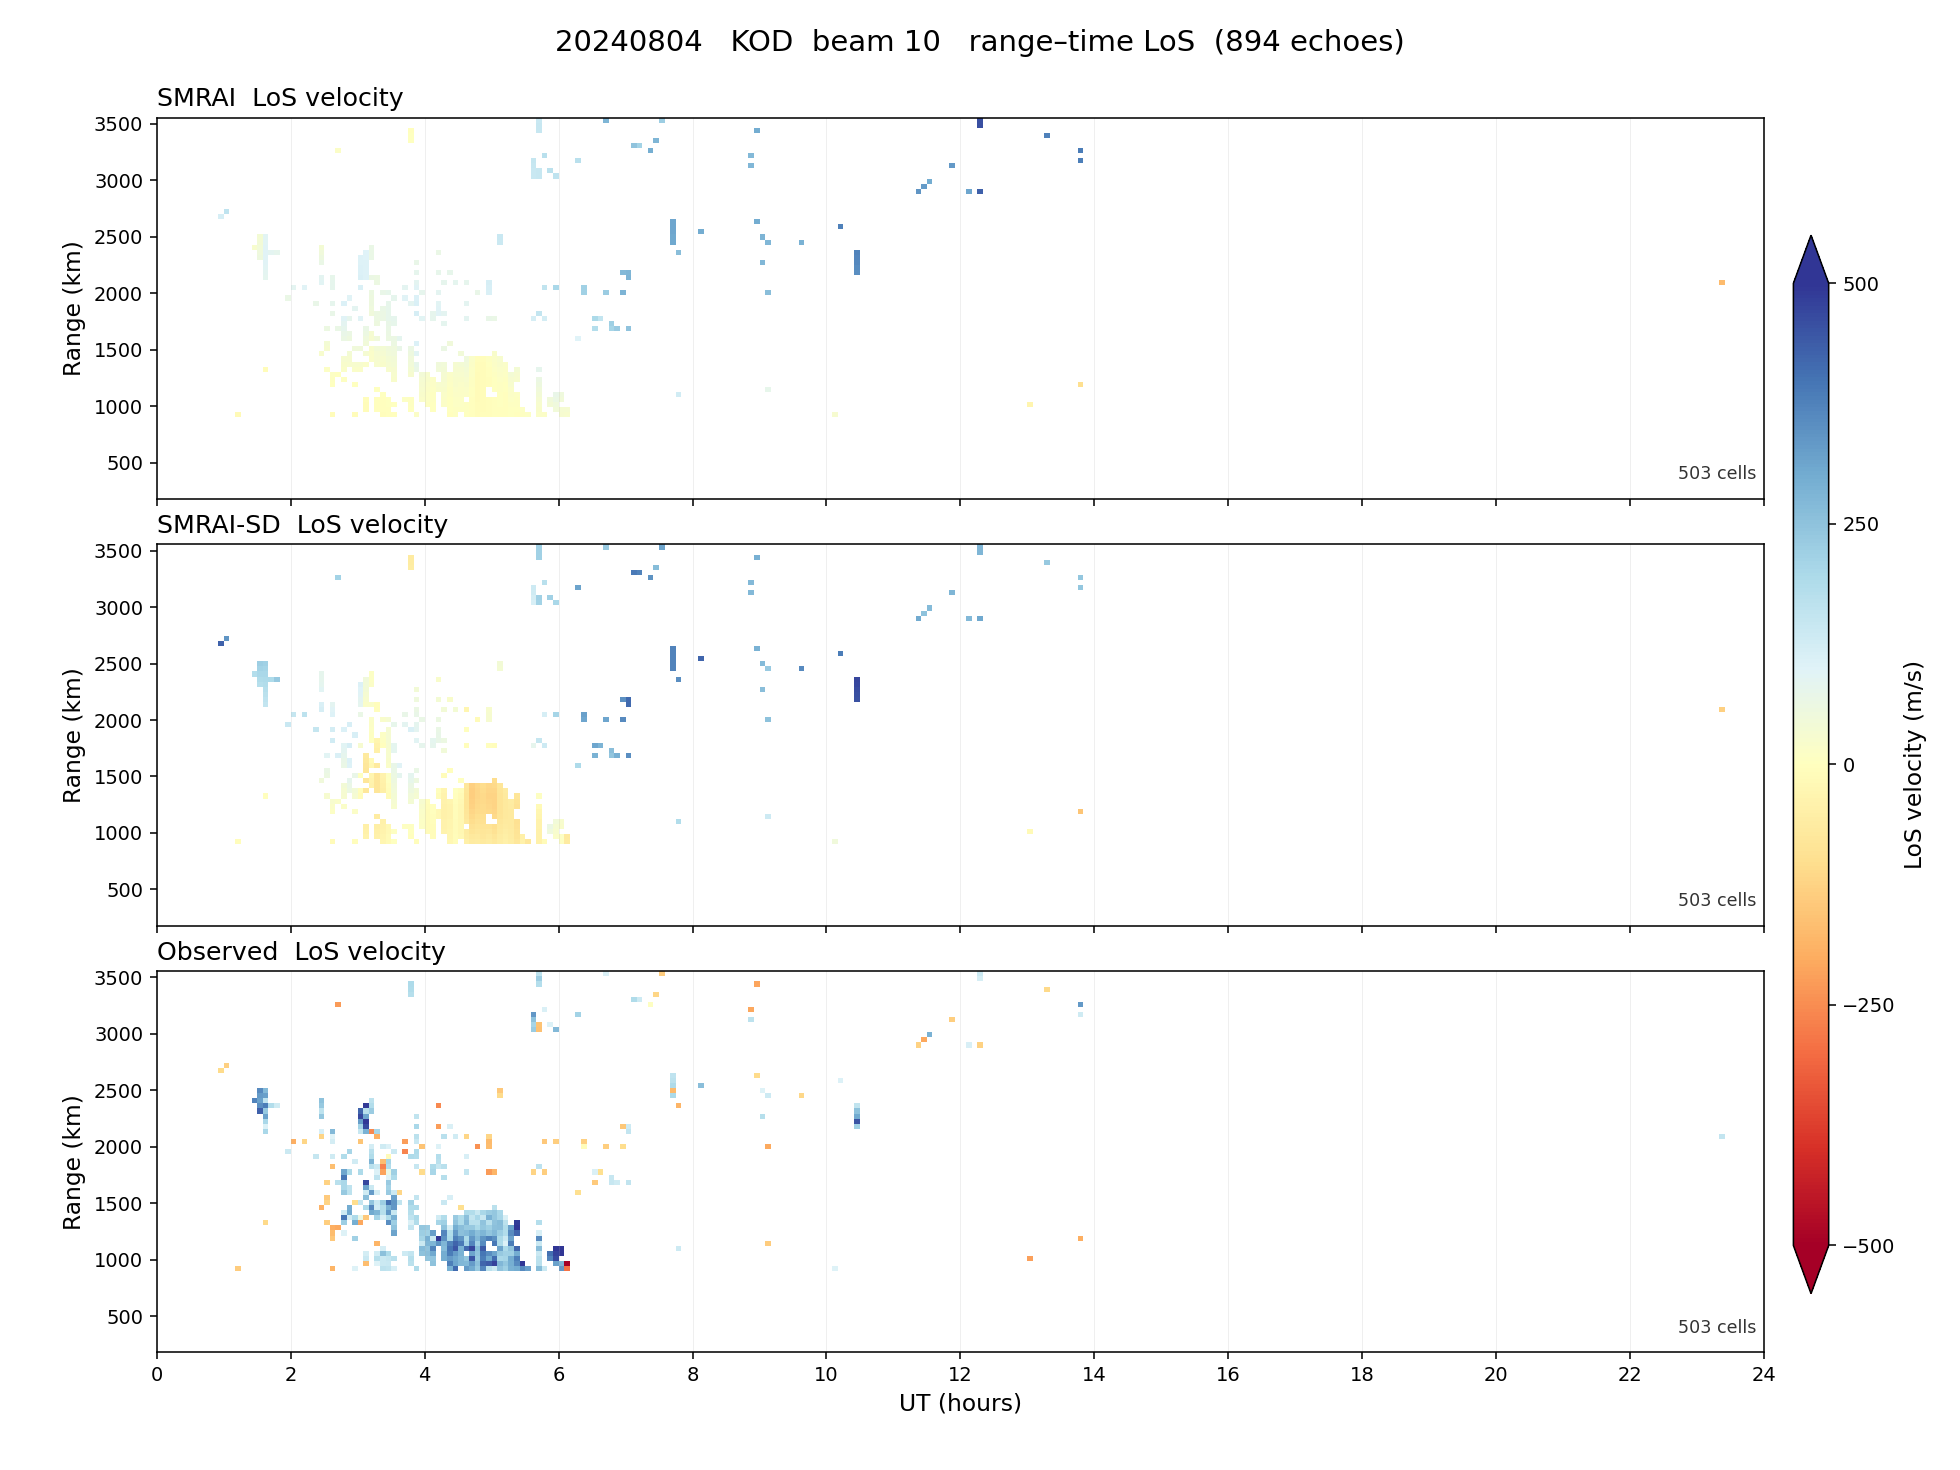 20240804   KOD  beam 10   range–time LoS  (894 echoes)
SMRAI  LoS velocity
3500
3000
2500
2000
1500
1000
500
Range (km)
503 cells
SMRAI-SD  LoS velocity
3500
3000
2500
2000
1500
1000
500
Range (km)
503 cells
Observed  LoS velocity
3500
3000
2500
2000
1500
1000
500
Range (km)
503 cells
0 2 4 6 8 10 12 14 16 18 20 22 24
UT (hours)
500
250
0
−250
−500
LoS velocity (m/s)